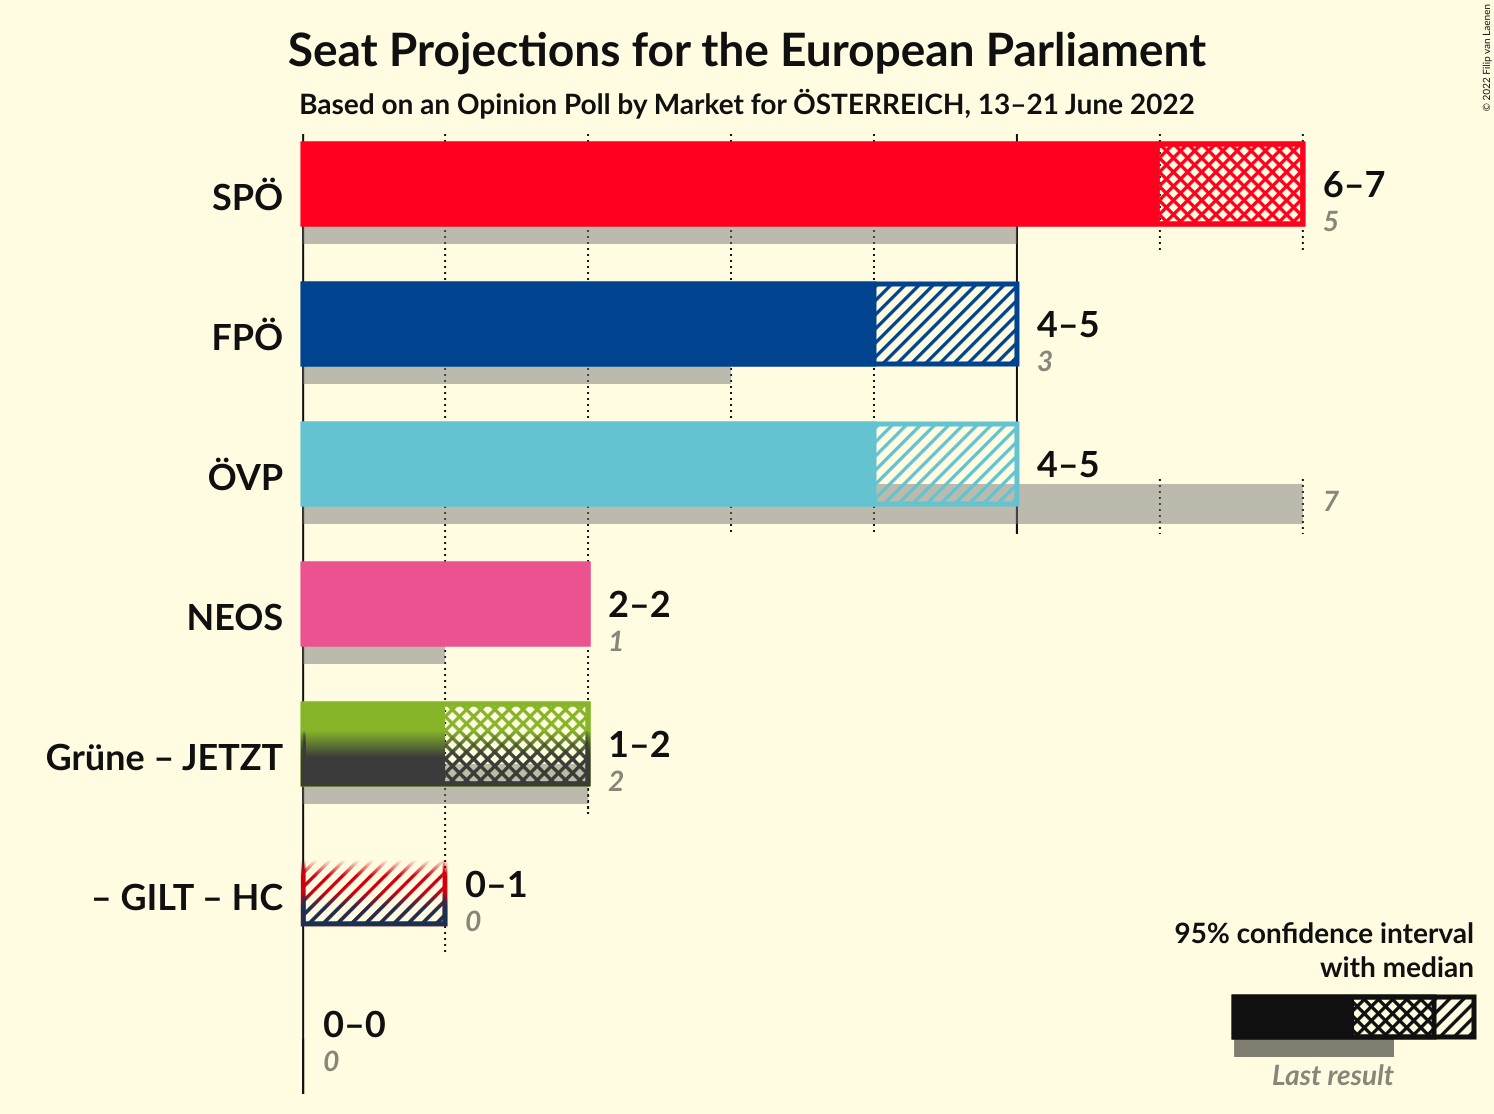 Seat Projections for the European Parliament
Based on an Opinion Poll by Market for ÖSTERREICH, 13–21 June 2022
© 2022 Filip van Laenen
SPÖ
6–7
5
FPÖ
4–5
3
ÖVP
4–5
7
NEOS
2–2
1
Grüne – JETZT
1–2
2
– GILT – HC
0–1
0
0–0
0
95% confidence interval
with median
Last result